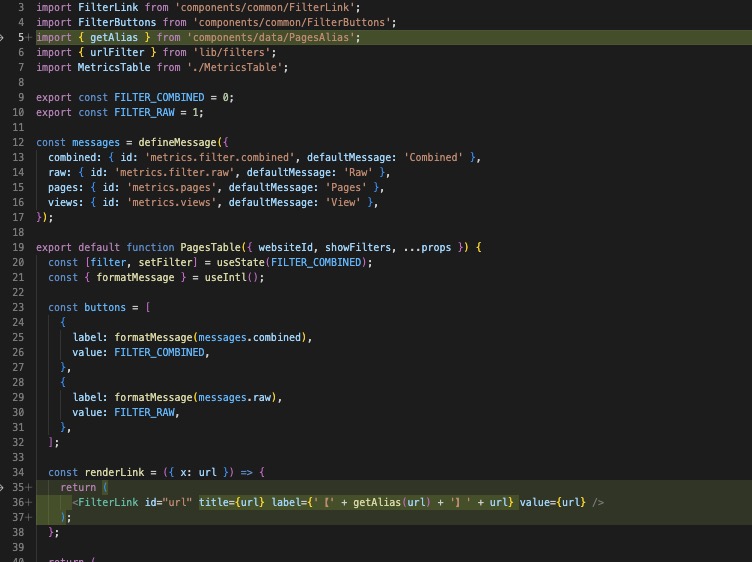 3 import FilterLink from 'components/common/FilterLink';
4 import FilterButtons from 'components/common/FilterButtons';
5+ import { getAlias } from 'components/data/PagesAlias';
6 import { urlFilter } from 'lib/filters';
7 import MetricsTable from './MetricsTable';
8
9 export const FILTER_COMBINED = 0;
10 export const FILTER_RAW = 1;
11
12 const messages = defineMessage({
13 combined: { id: 'metrics.filter.combined', defaultMessage: 'Combined' },
14 raw: { id: 'metrics.filter.raw', defaultMessage: 'Raw' },
15 pages: { id: 'metrics.pages', defaultMessage: 'Pages' },
16 views: { id: 'metrics.views', defaultMessage: 'View' },
17 });
18
19 export default function PagesTable({ websiteId, showFilters, ...props }) {
20 const [filter, setFilter] = useState(FILTER_COMBINED);
21 const { formatMessage } = useIntl();
22
23 const buttons = [
24 {
25 label: formatMessage(messages.combined),
26 value: FILTER_COMBINED,
27 },
28 {
29 label: formatMessage(messages.raw),
30 value: FILTER_RAW,
31 },
32 ];
33
34 const renderLink = ({ x: url }) => {
35+ return (
36+ <FilterLink id="url" title={url} label={'【' + getAlias(url) + '】' + url} value={url} />
37+ );
38 };
39
40 return (